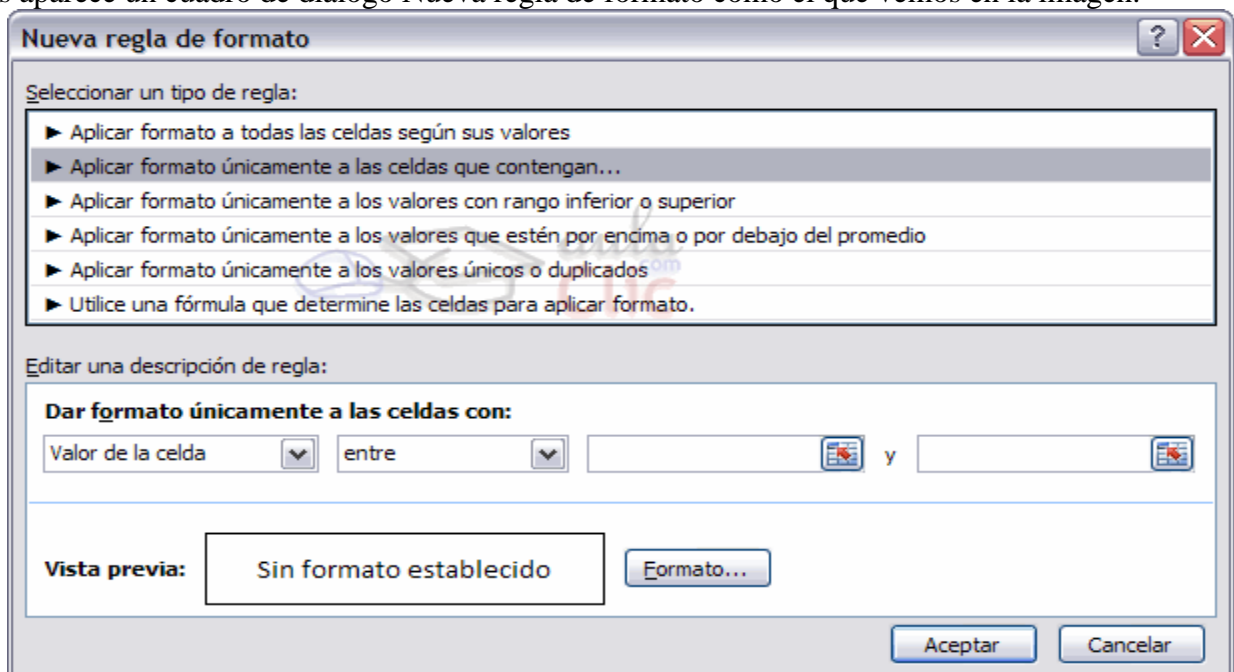 s aparece un cuadro de diálogo Nueva regla de formato como el que vemos en la imagen.
Nueva regla de formato
?
Seleccionar un tipo de regla:
► Aplicar formato a todas las celdas según sus valores
► Aplicar formato únicamente a las celdas que contengan...
► Aplicar formato únicamente a los valores con rango inferior o superior
► Aplicar formato únicamente a los valores que estén por encima o por debajo del promedio
► Aplicar formato únicamente a los valores únicos o duplicados
► Utilice una fórmula que determine las celdas para aplicar formato.
aula
.com
Clic
Editar una descripción de regla:
Dar formato únicamente a las celdas con:
Valor de la celda entre y
Vista previa: Sin formato establecido Formato...
Aceptar Cancelar